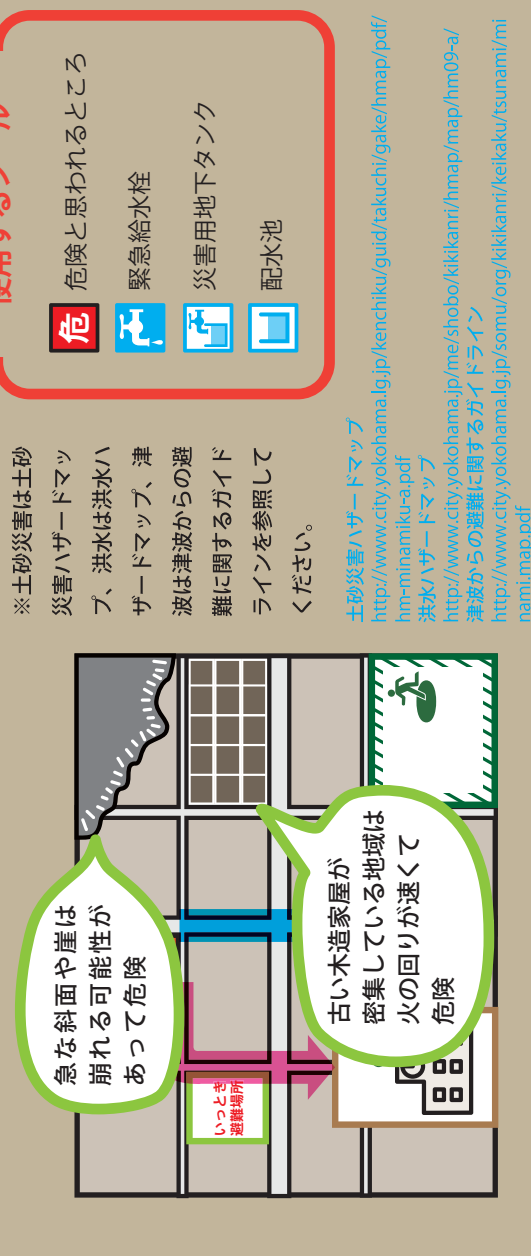 危 危険と思われるところ
緊急給水栓
災害用地下タンク
配水池
※土砂災害は土砂
災害ハザードマッ
プ、洪水は洪水ハ
ザードマップ、津
波は津波からの避
難に関するガイド
ラインを参照して
ください。
土砂災害ハザードマップ
http://www.city.yokohama.lg.jp/kenchiku/guid/takuchi/gake/hmap/pdf/
hm-minamiku-a.pdf
洪水ハザードマップ
http://www.city.yokohama.jp/me/shobo/kikikanri/hmap/map/hm09-a/
津波からの避難に関するガイドライン
http://www.city.yokohama.lg.jp/somu/org/kikikanri/keikaku/tsunami/mi
nami.map.pdf
急な斜面や崖は
崩れる可能性が
あって危険
いっとき
避難場所
古い木造家屋が
密集している地域は
火の回りが速くて
危険